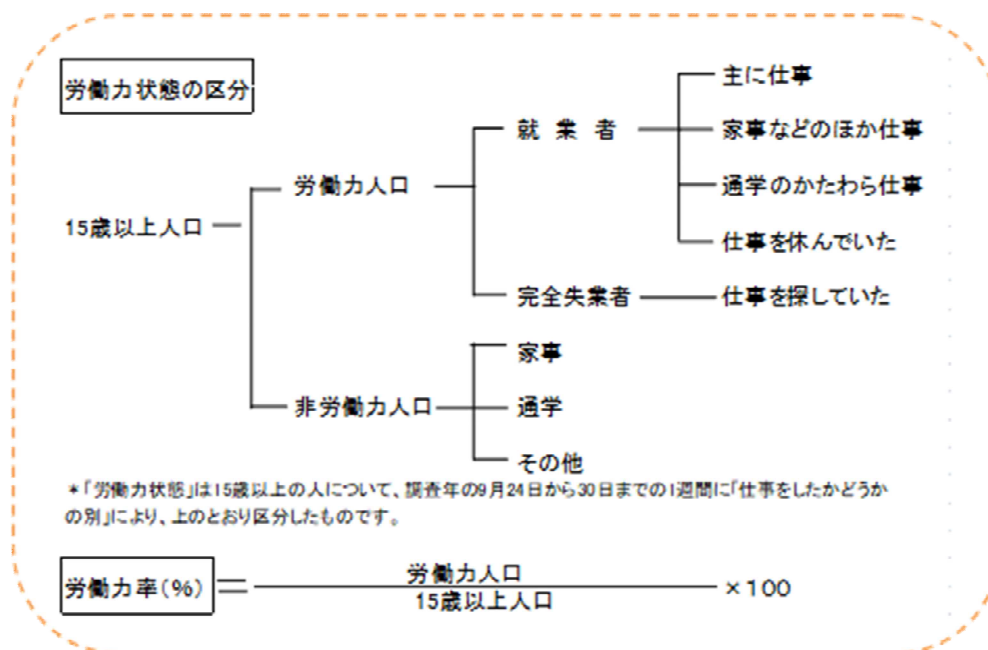 労働力状態の区分
主に仕事
就 業 者
家事などのほか仕事
労働力人口
通学のかたわら仕事
15歳以上人口
仕事を休んでいた
完全失業者
仕事を探していた
家事
非労働力人口
通学
その他
*「労働力状態」は15歳以上の人について、調査年の9月24日から30日までの1週間に「仕事をしたかどうか
の別」により、上のとおり区分したものです。
労働力率(%) = 労働力人口 ×100
15歳以上人口